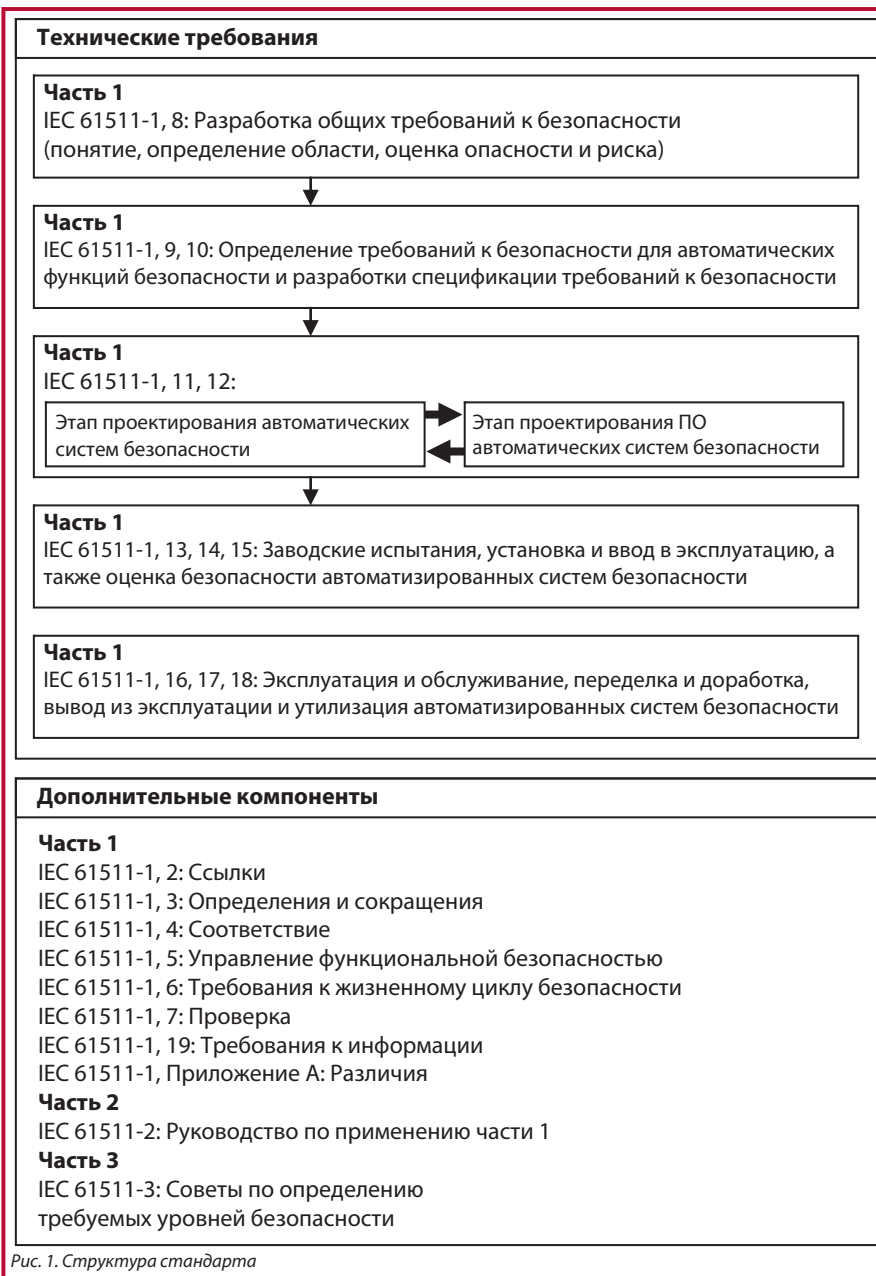 Технические требования
Часть 1
IEC 61511-1, 8: Разработка общих требований к безопасности
(понятие, определение области, оценка опасности и риска)
Часть 1
IEC 61511-1, 9, 10: Определение требований к безопасности для автоматических
функций безопасности и разработки спецификации требований к безопасности
Часть 1
IEC 61511-1, 11, 12:
Этап проектирования автоматических
систем безопасности
Этап проектирования ПО
автоматических систем безопасности
Часть 1
IEC 61511-1, 13, 14, 15: Заводские испытания, установка и ввод в эксплуатацию, а
также оценка безопасности автоматизированных систем безопасности
Часть 1
IEC 61511-1, 16, 17, 18: Эксплуатация и обслуживание, переделка и доработка,
вывод из эксплуатации и утилизация автоматизированных систем безопасности
Дополнительные компоненты
Часть 1
IEC 61511-1, 2: Ссылки
IEC 61511-1, 3: Определения и сокращения
IEC 61511-1, 4: Соответствие
IEC 61511-1, 5: Управление функциональной безопасностью
IEC 61511-1, 6: Требования к жизненному циклу безопасности
IEC 61511-1, 7: Проверка
IEC 61511-1, 19: Требования к информации
IEC 61511-1, Приложение А: Различия
Часть 2
IEC 61511-2: Руководство по применению части 1
Часть 3
IEC 61511-3: Советы по определению
требуемых уровней безопасности
Рис. 1. Структура стандарта